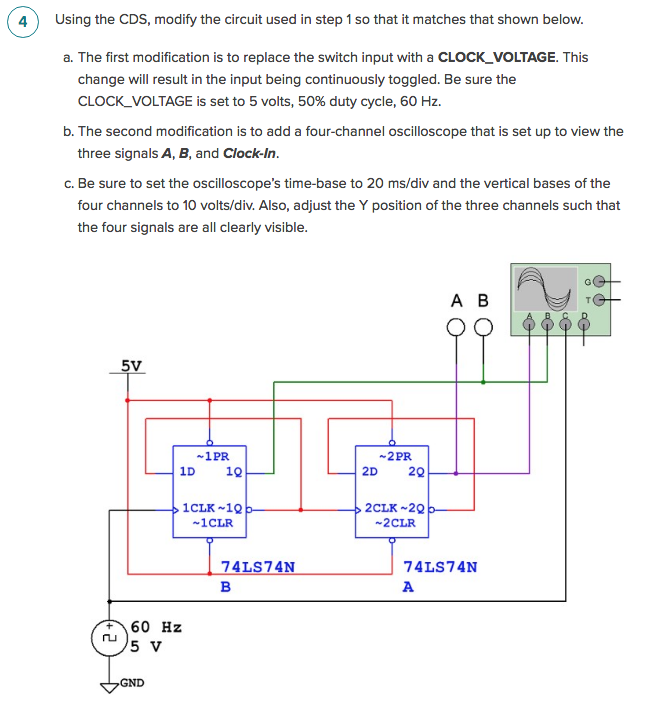 4
Using the CDS, modify the circuit used in step 1 so that it matches that shown below.
a. The first modification is to replace the switch input with a CLOCK_VOLTAGE. This
change will result in the input being continuously toggled. Be sure the
CLOCK_VOLTAGE is set to 5 volts, 50% duty cycle, 60 Hz.
b. The second modification is to add a four-channel oscilloscope that is set up to view the
three signals A, B, and Clock-In.
c. Be sure to set the oscilloscope's time-base to 20 ms/div and the vertical bases of the
four channels to 10 volts/div. Also, adjust the Y position of the three channels such that
the four signals are all clearly visible.
G
A B
T
A B C D
5V
~1PR
~2PR
1D 1Q
2D 2Q
1CLK ~1Q
2CLK ~2Q
~1CLR
~2CLR
74LS74N
74LS74N
B
A
+
60 Hz
5 V
GND